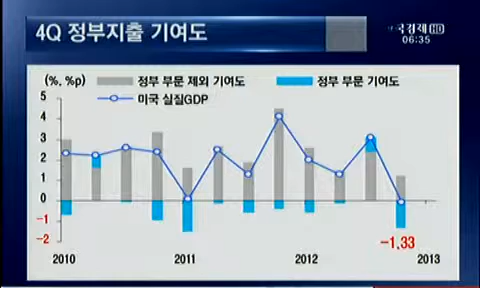 4Q 정부지출 기여도
한국경제 HD
06:35
(%, %p)
정부 부문 제외 기여도
정부 부문 기여도
미국 실질GDP
5
4
3
2
1
0
-1
-2
-1.33
2010
2011
2012
2013